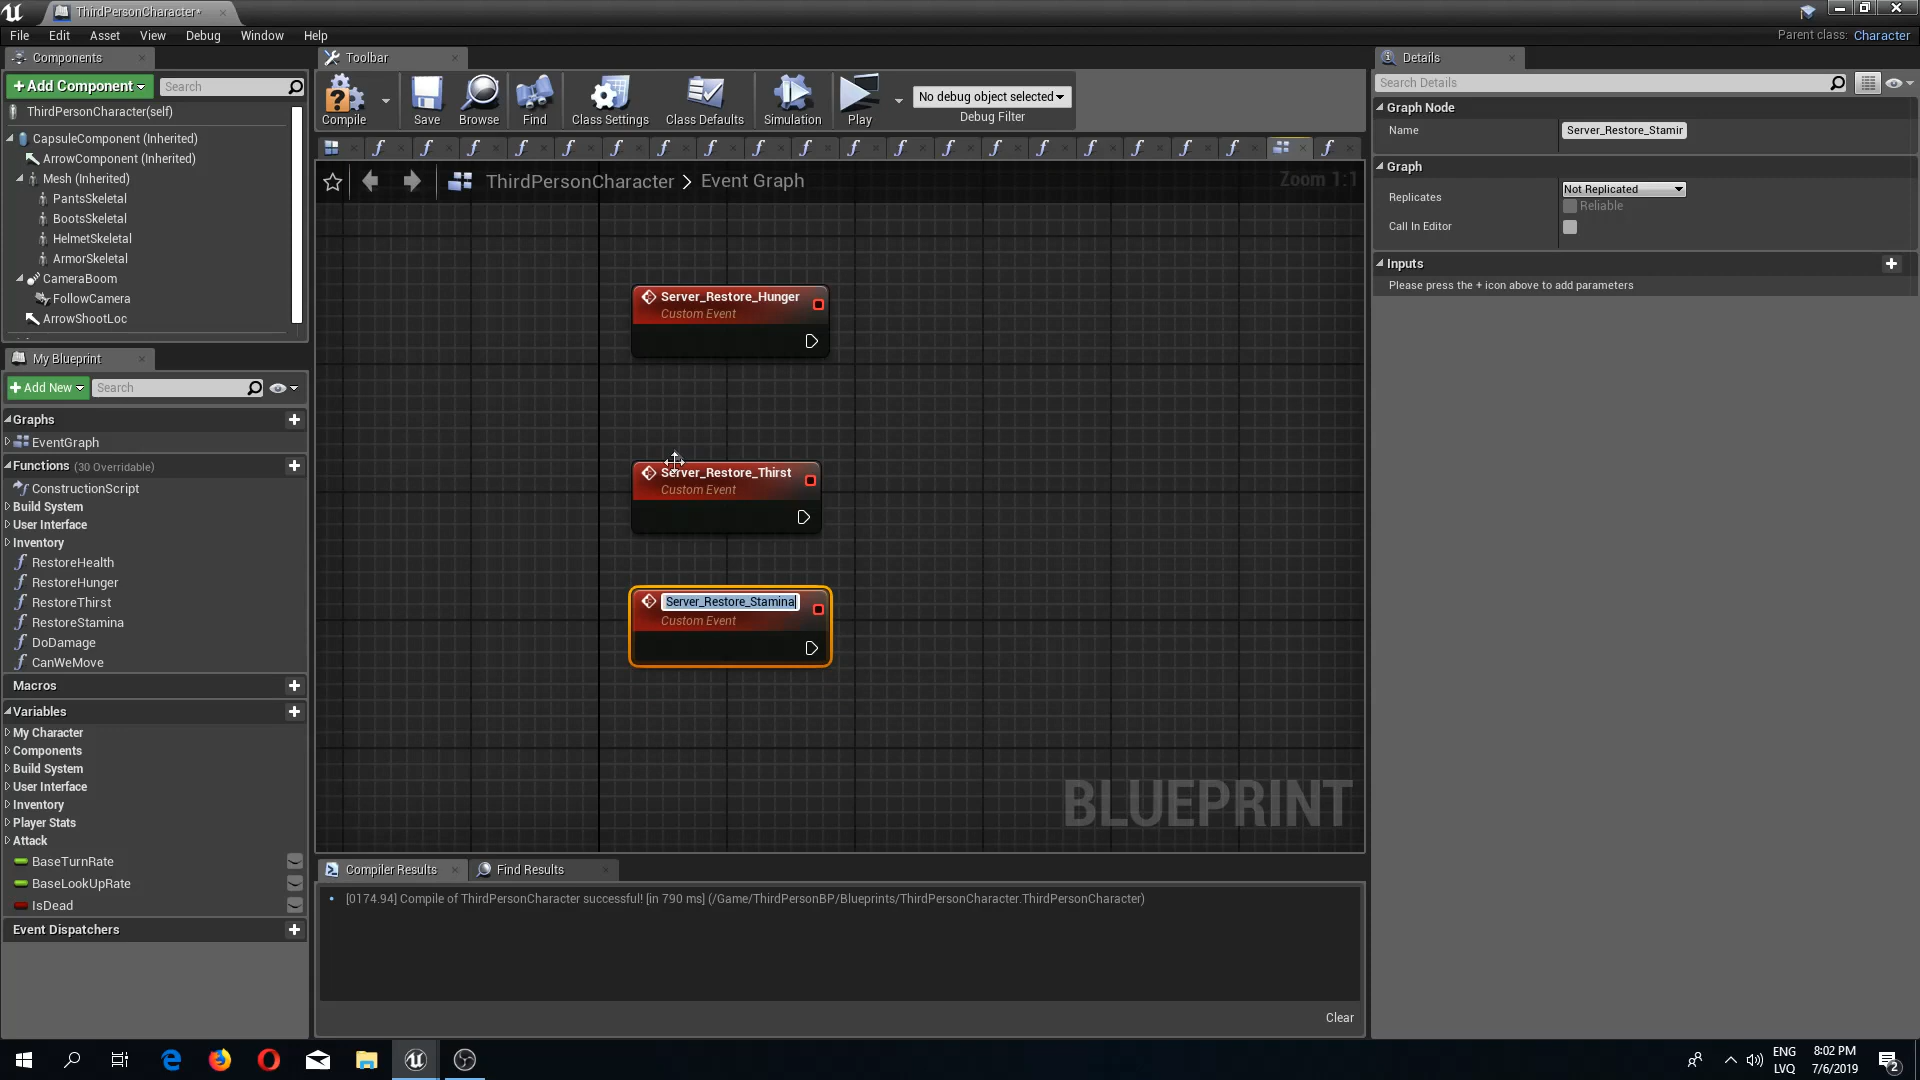 ThirdPersonCharacter*
File
Edit
Asset
View
Debug
Window
Help
Parent class: Character
Components
+Add Component
Search
ThirdPersonCharacter(self)
CapsuleComponent (Inherited)
ArrowComponent (Inherited)
Mesh (Inherited)
PantsSkeletal
BootsSkeletal
HelmetSkeletal
ArmorSkeletal
CameraBoom
FollowCamera
ArrowShootLoc
Toolbar
Compile
Save
Browse
Find
Class Settings
Class Defaults
Simulation
Play
No debug object selected
Debug Filter
ThirdPersonCharacter > Event Graph
Zoom 1:1
Server_Restore_Hunger
Custom Event
Server_Restore_Thirst
Custom Event
Server_Restore_Stamina
Custom Event
BLUEPRINT
My Blueprint
+Add New
Search
Graphs
EventGraph
Functions (30 Overridable)
ConstructionScript
Build System
User Interface
Inventory
RestoreHealth
RestoreHunger
RestoreThirst
RestoreStamina
DoDamage
CanWeMove
Macros
Variables
My Character
Components
Build System
User Interface
Inventory
Player Stats
Attack
BaseTurnRate
BaseLookUpRate
IsDead
Event Dispatchers
Compiler Results
Find Results
[0174.94] Compile of ThirdPersonCharacter successful! [in 790 ms] (/Game/ThirdPersonBP/Blueprints/ThirdPersonCharacter.ThirdPersonCharacter)
Clear
Details
Search Details
Graph Node
Name
Server_Restore_Stamir
Graph
Replicates
Not Replicated
Reliable
Call In Editor
Inputs
Please press the + icon above to add parameters
ENG
LVQ
8:02 PM
7/6/2019
2